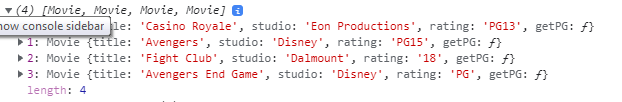 ▼(4) [Movie, Movie, Movie, Movie] i
how console sidebar itle: 'Casino Royale', studio: 'Eon Productions', rating: 'PG13', getPG: ƒ}
▶ 1: Movie {title: 'Avengers', studio: 'Disney', rating: 'PG15', getPG: ƒ}
▶ 2: Movie {title: 'Fight Club', studio: 'Dalmount', rating: '18', getPG: ƒ}
▶ 3: Movie {title: 'Avengers End Game', studio: 'Disney', rating: 'PG', getPG: ƒ}
length: 4